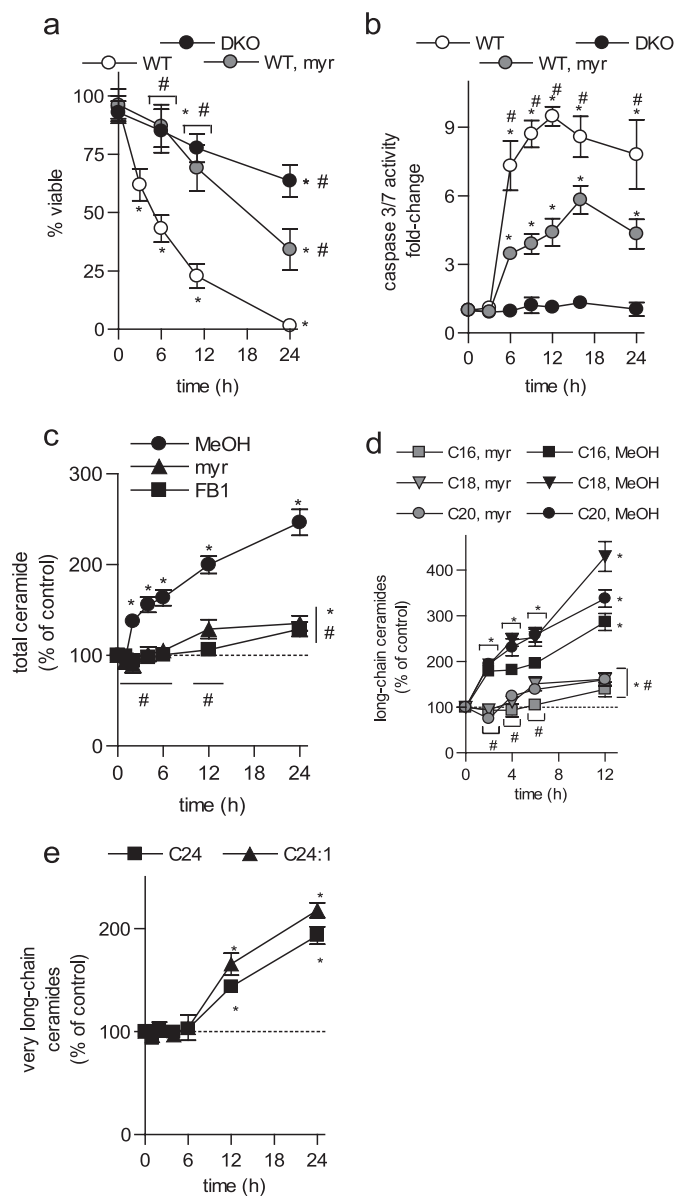 a
DKO
WT
WT, myr
100
75
50
25
0
% viable
#
* #
* #
* #
*
*
*
*
0 6 12 18 24
time (h)
b
WT
DKO
WT, myr
9
6
3
0
caspase 3/7 activity
fold-change
#
*
#
*
#
*
#
*
#
*
*
*
*
*
*
0 6 12 18 24
time (h)
c
MeOH
myr
FB1
300
200
100
0
total ceramide
(% of control)
*
*
*
*
*
*
#
#
#
0 6 12 18 24
time (h)
d
C16, myr
C16, MeOH
C18, myr
C18, MeOH
C20, myr
C20, MeOH
400
300
200
100
0
long-chain ceramides
(% of control)
*
*
*
*
*
*
* #
#
#
#
0 4 8 12
time (h)
e
C24
C24:1
200
100
0
very long-chain
ceramides
(% of control)
*
*
*
*
0 6 12 18 24
time (h)